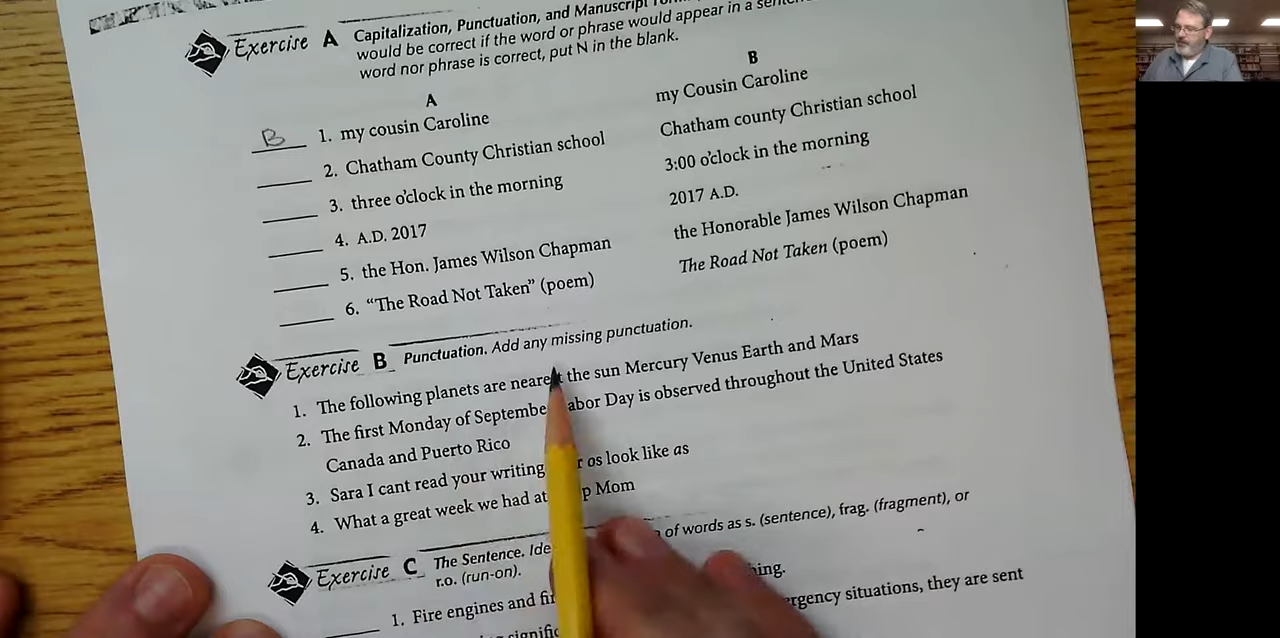 Exercise A Capitalization, Punctuation, and Manuscript
would be correct if the word or phrase would appear in a
word nor phrase is correct, put N in the blank.
A B
B 1. my cousin Caroline my Cousin Caroline
2. Chatham County Christian school Chatham county Christian school
3. three o'clock in the morning 3:00 o'clock in the morning
4. A.D. 2017 2017 A.D.
5. the Hon. James Wilson Chapman the Honorable James Wilson Chapman
6. “The Road Not Taken” (poem) The Road Not Taken (poem)
Exercise B Punctuation. Add any missing punctuation.
1. The following planets are the sun Mercury Venus Earth and Mars
2. The first Monday of Day is observed throughout the United States
Canada and Puerto Rico
3. Sara I cant read your writing os look like as
4. What a great week we had at Mom
Exercise C The Sentence. of words as s. (sentence), frag. (fragment), or
r.o. (run-on).
1. Fire engines and
situations, they are sent